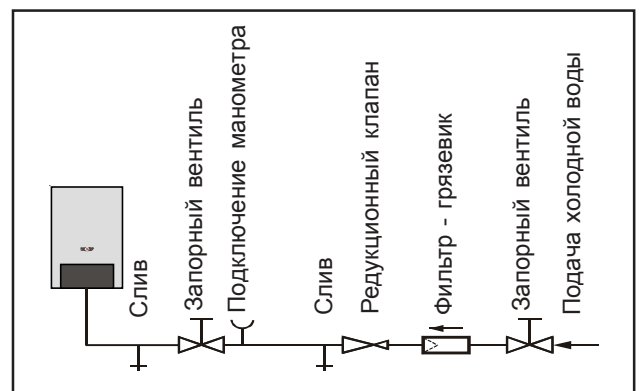 Слив
Запорный вентиль
Подключение манометра
Слив
Редукционный клапан
Фильтр - грязевик
Запорный вентиль
Подача холодной воды